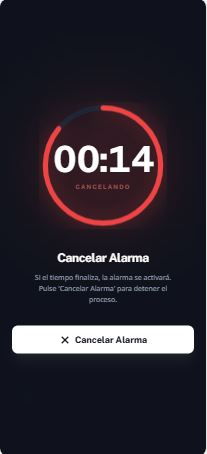 00:14
CANCELANDO
Cancelar Alarma
Si el tiempo finaliza, la alarma se activará.
Pulse 'Cancelar Alarma' para detener el
proceso.
✕ Cancelar Alarma